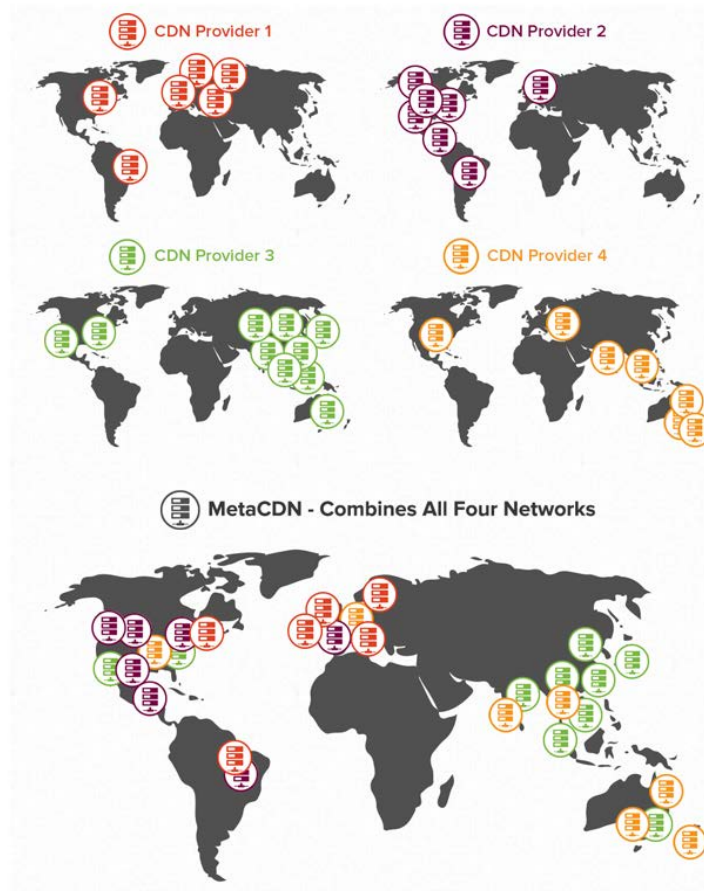 CDN Provider 1
CDN Provider 2
CDN Provider 3
CDN Provider 4
MetaCDN - Combines All Four Networks